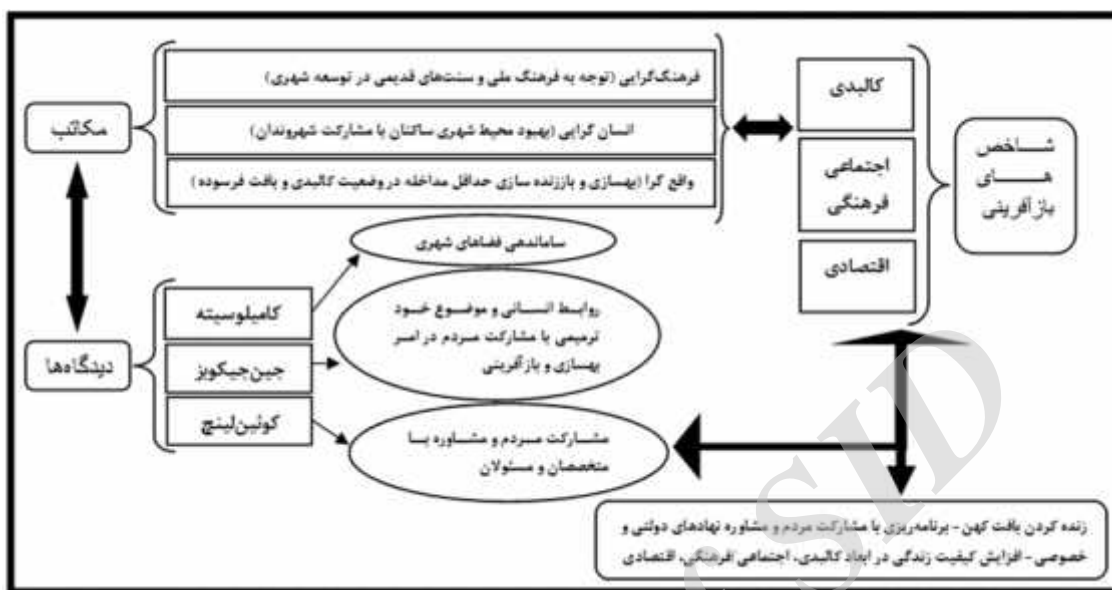 شــاخص
هـــای
بازآفرینی
کالبدی
اجتماعی
فرهنگی
اقتصادی
فرهنگ‌گرایی (توجه به فرهنگ ملی و سنت‌های قدیمی در توسعه شهری)
انسان گرایی (بهبود محیط شهری ساکنان با مشارکت شهروندان)
واقع گرا (بهسازی و باززنده سازی حداقل مداخله در وضعیت کالبدی و بافت فرسوده)
مکاتب
ساماندهی فضاهای شهری
روابط انسانی و موضوع خود
ترمیمی با مشارکت مردم در امر
بهسازی و بازآفرینی
مشارکت مردم و مشاوره با
متخصصان و مسئولان
کامیلوسیته
جین‌جیکوبز
کوئین‌لینچ
دیدگاه‌ها
زنده کردن بافت کهن - برنامه‌ریزی با مشارکت مردم و مشاوره نهادهای دولتی و
خصوصی - افزایش کیفیت زندگی در ابعاد کالبدی، اجتماعی فرهنگی، اقتصادی
SID